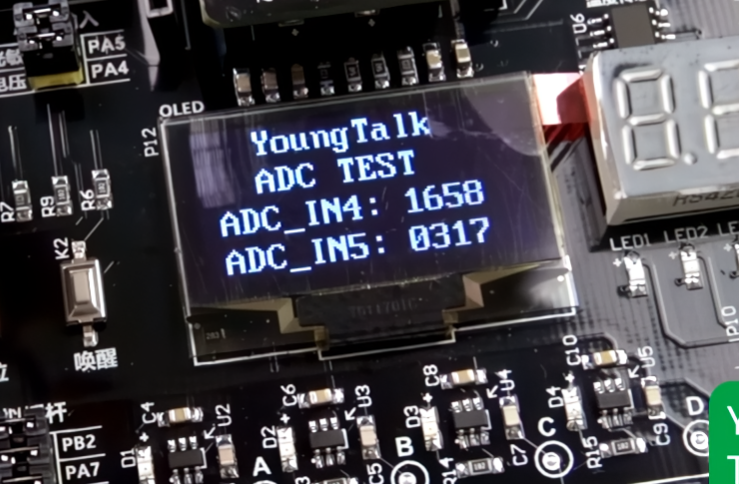 PA5
PA4
U6
OLED
P12
YoungTalk
ADC TEST
ADC_IN4: 1658
ADC_IN5: 0317
R7
R9
R6
K2
唤醒
LED1
LED2
C10
U5
C8
U4
C6
U3
C4
U2
D4
D3
D2
D1
PB2
PA7
A
B
C
D
C5
C7
C9
R15